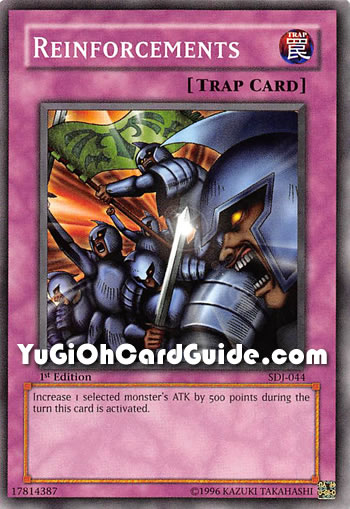 REINFORCEMENTS
TRAP
罠
[TRAP CARD]
YuGiOhCardGuide.com
1st Edition
SDJ-044
Increase 1 selected monster's ATK by 500 points during the
turn this card is activated.
17814387
©1996 KAZUKI TAKAHASHI